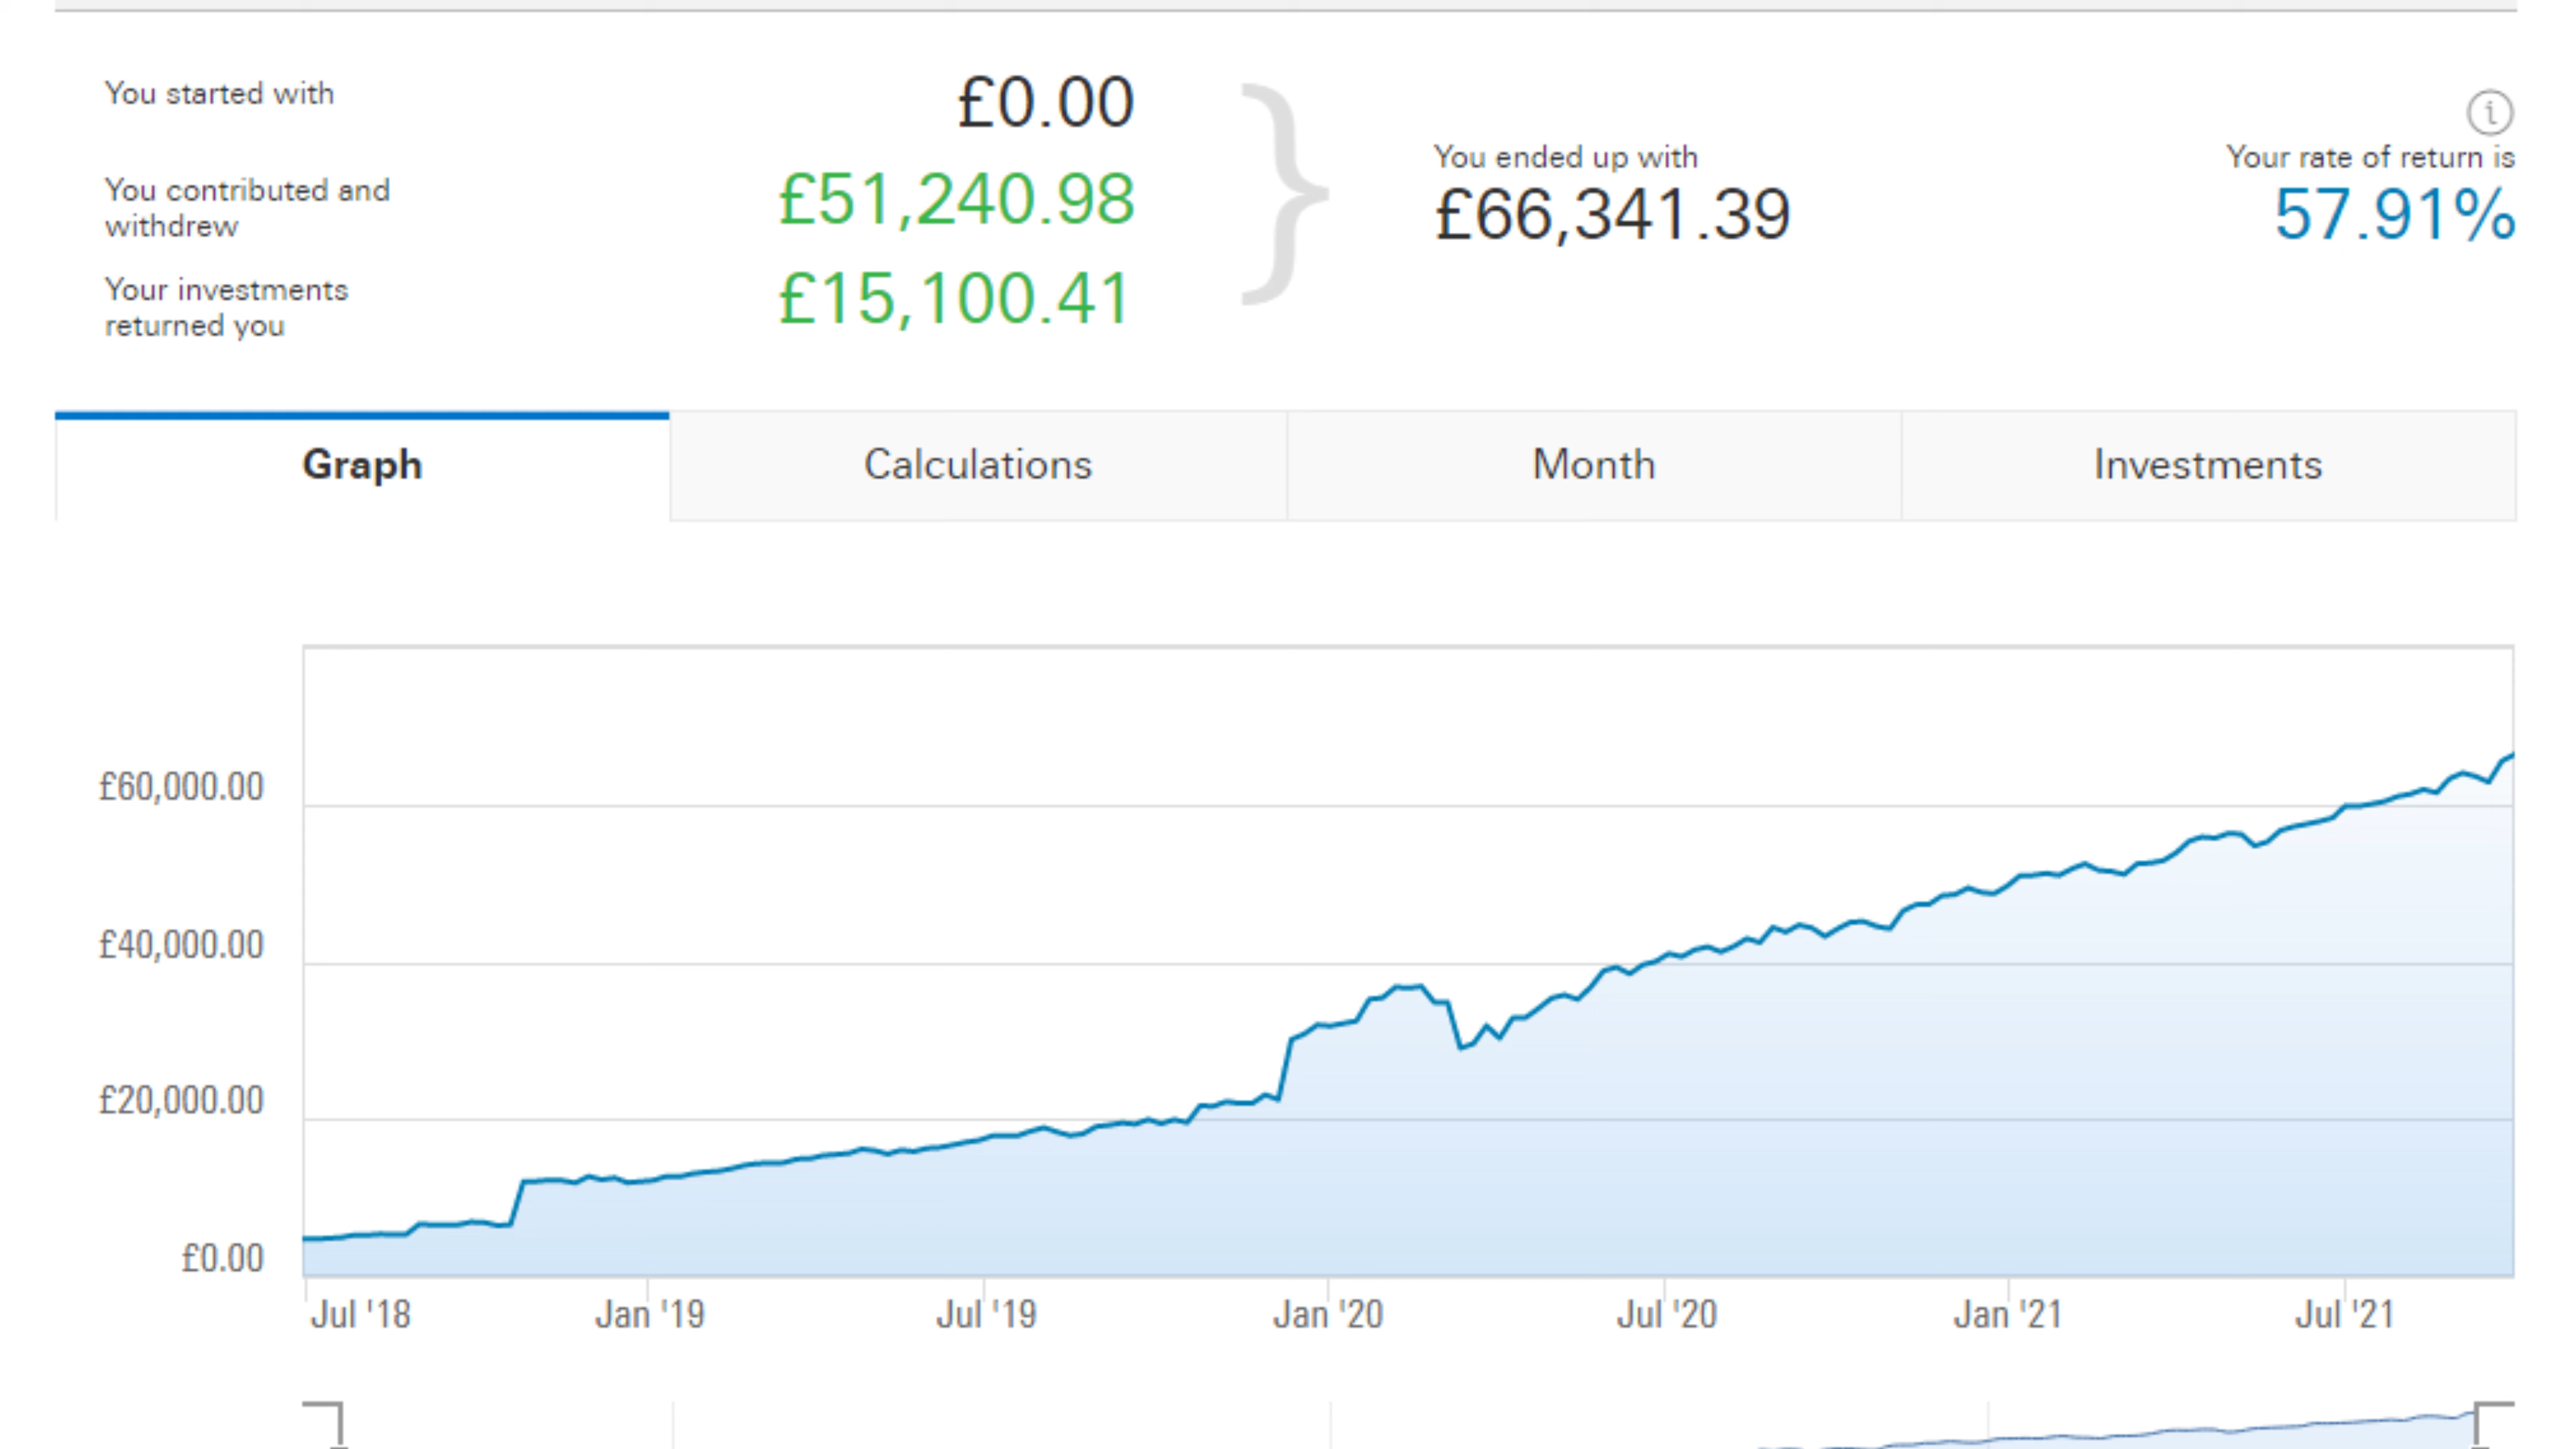 You started with
£0.00
You contributed and
withdrew
£51,240.98
Your investments
returned you
£15,100.41
You ended up with
£66,341.39
i
Your rate of return is
57.91%
Graph
Calculations
Month
Investments
£60,000.00
£40,000.00
£20,000.00
£0.00
Jul '18
Jan '19
Jul '19
Jan '20
Jul '20
Jan '21
Jul '21